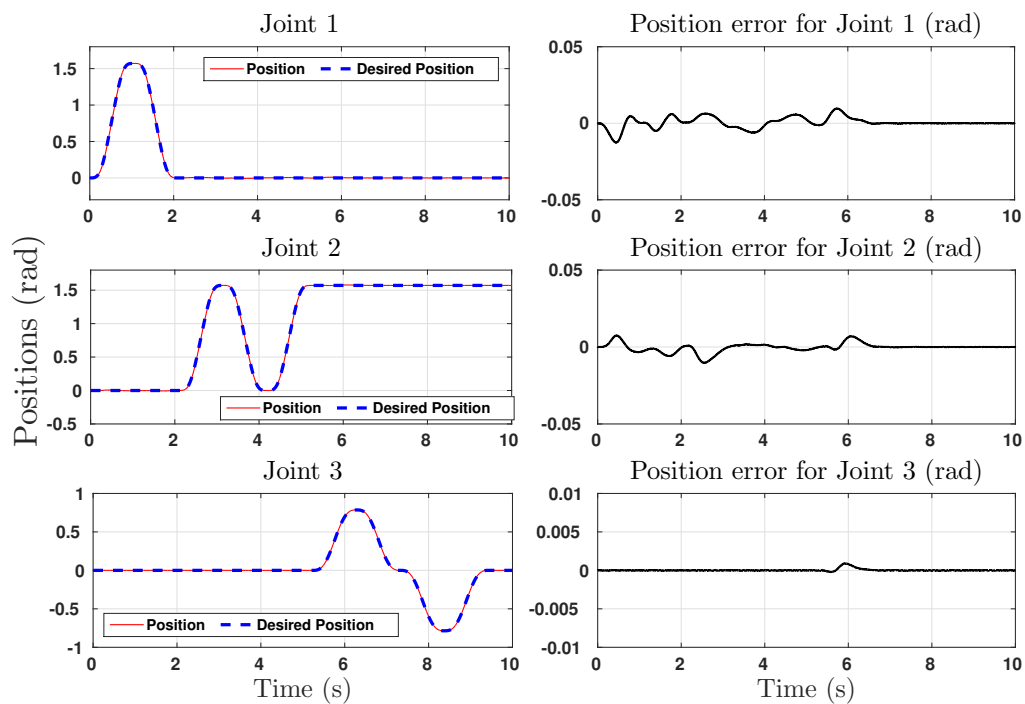 Joint 1
Position error for Joint 1 (rad)
1.5
1
0.5
0
Position Desired Position
0 2 4 6 8 10
0.05
0
-0.05
0 2 4 6 8 10
Positions (rad)
Joint 2
Position error for Joint 2 (rad)
1.5
1
0.5
0
-0.5
Position Desired Position
0 2 4 6 8 10
0.05
0
-0.05
0 2 4 6 8 10
Joint 3
Position error for Joint 3 (rad)
1
0.5
0
-0.5
-1
Position Desired Position
0 2 4 6 8 10
Time (s)
0.01
0.005
0
-0.005
-0.01
0 2 4 6 8 10
Time (s)